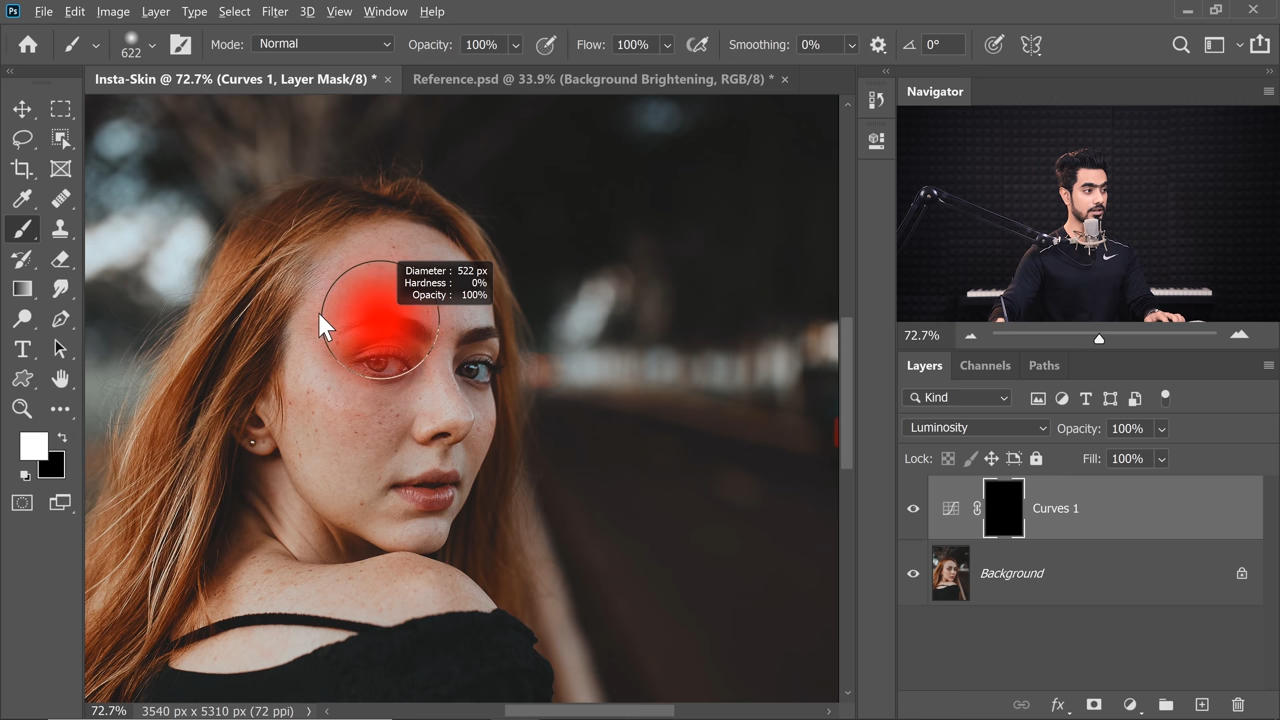 Ps File Edit Image Layer Type Select Filter 3D View Window Help
622 Mode: Normal Opacity: 100% Flow: 100% Smoothing: 0% 0°
Insta-Skin @ 72.7% (Curves 1, Layer Mask/8) * × Reference.psd @ 33.9% (Background Brightening, RGB/8) * ×
Navigator
Diameter : 522 px
Hardness : 0%
Opacity : 100%
72.7%
Layers Channels Paths
Kind
Luminosity Opacity: 100%
Lock: Fill: 100%
Curves 1
Background
fx
72.7% 3540 px x 5310 px (72 ppi)